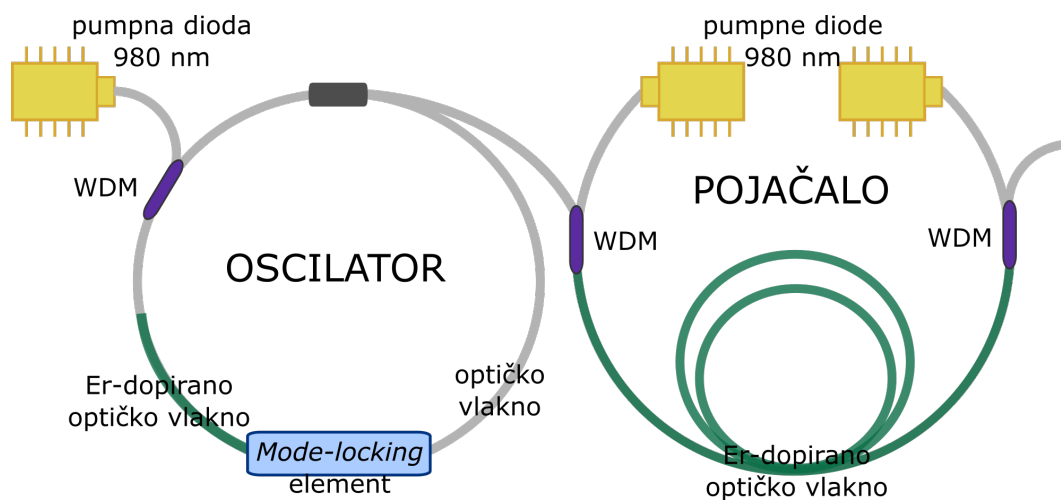 pumpna dioda
980 nm
pumpne diode
980 nm
WDM
POJAČALO
WDM
WDM
OSCILATOR
Er-dopirano
optičko vlakno
optičko
vlakno
Mode-locking
element
Er-dopirano
optičko vlakno